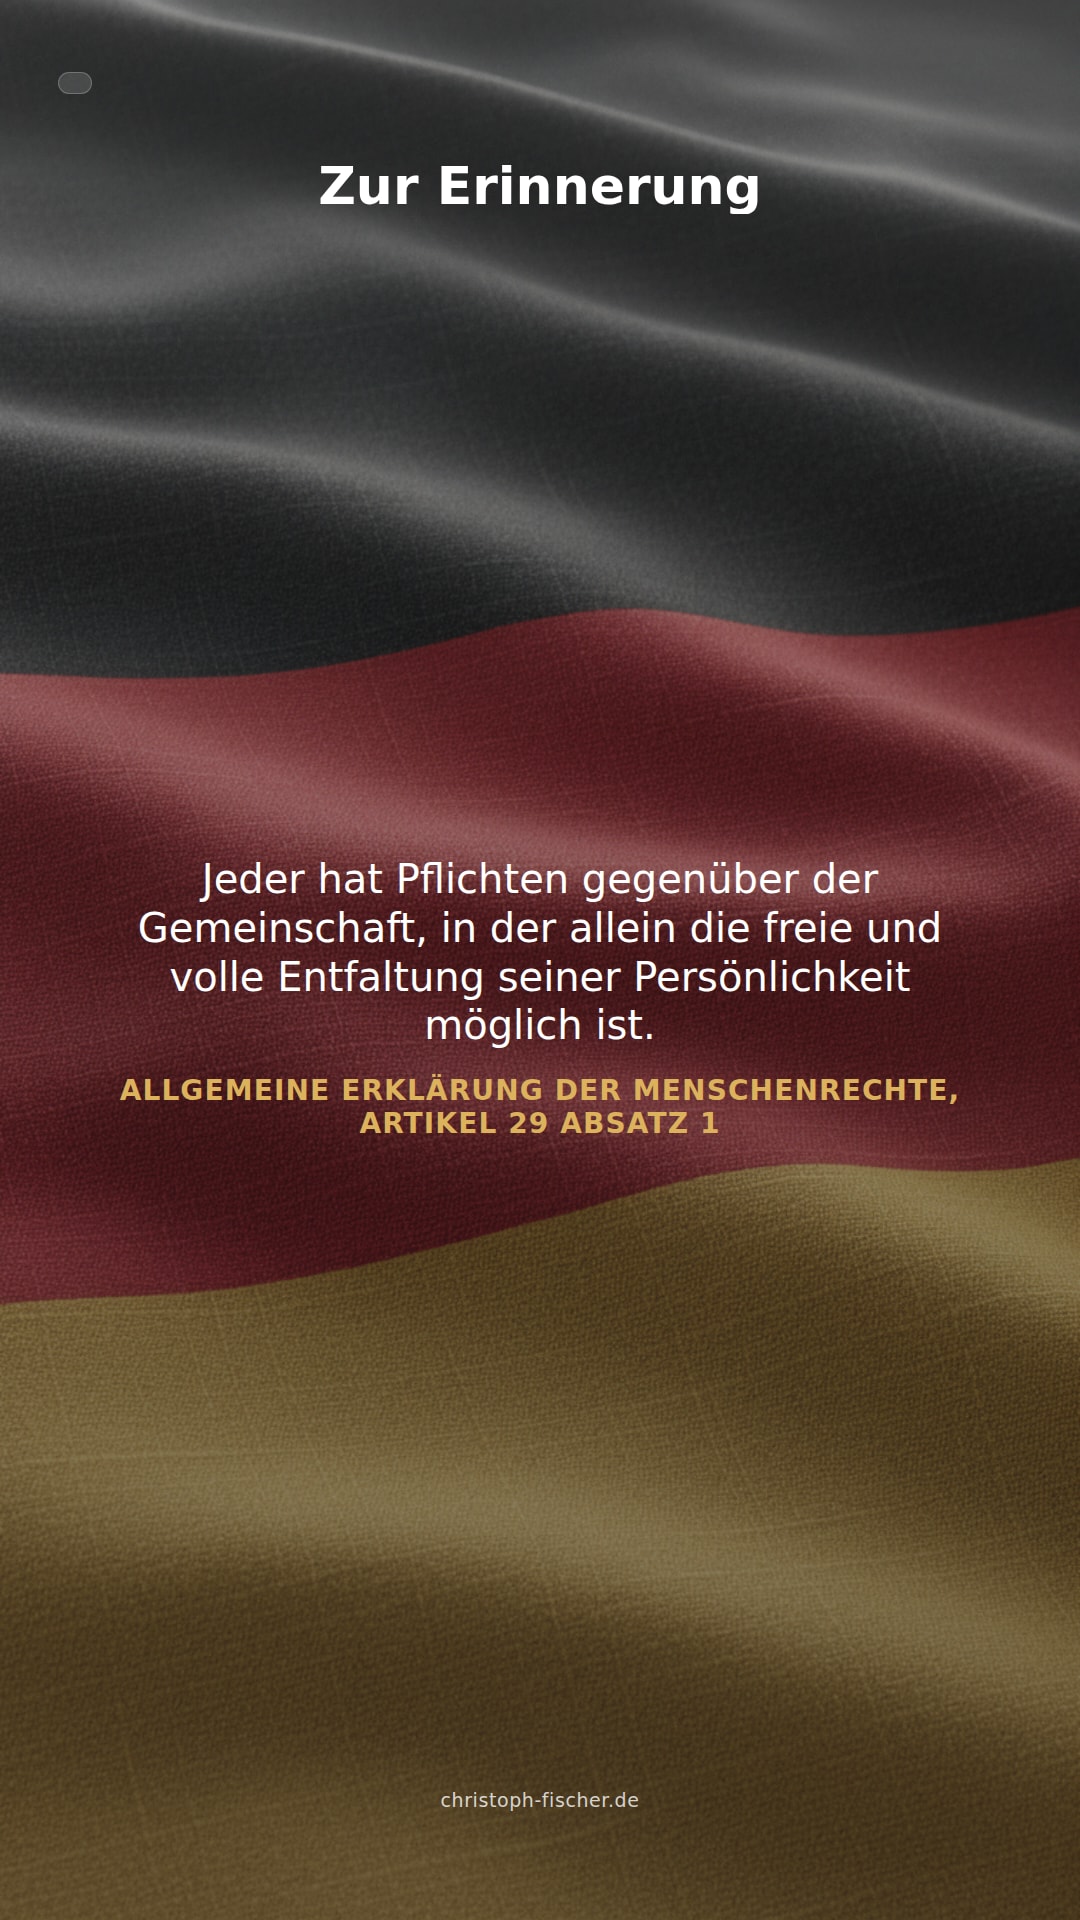 Zur Erinnerung
Jeder hat Pflichten gegenüber der
Gemeinschaft, in der allein die freie und
volle Entfaltung seiner Persönlichkeit
möglich ist.
ALLGEMEINE ERKLÄRUNG DER MENSCHENRECHTE,
ARTIKEL 29 ABSATZ 1
christoph-fischer.de